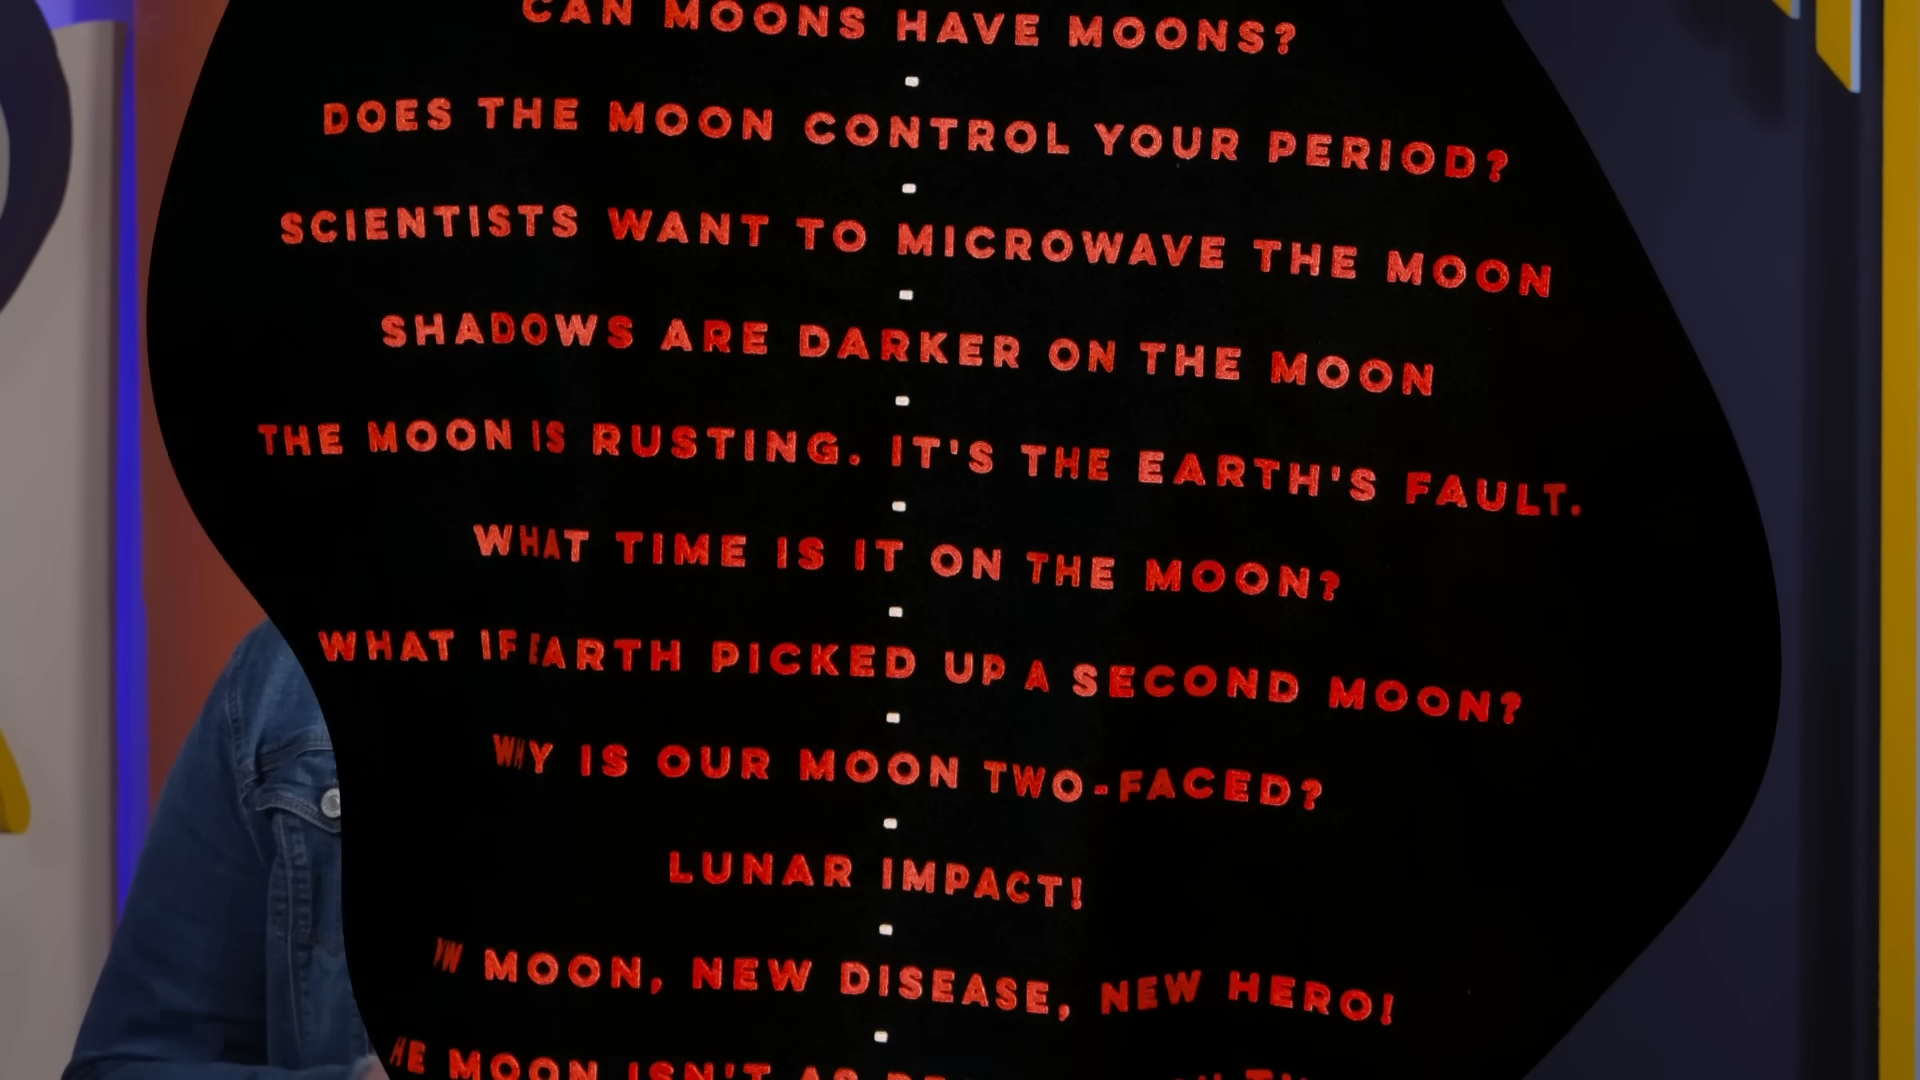 CAN MOONS HAVE MOONS?
DOES THE MOON CONTROL YOUR PERIOD?
SCIENTISTS WANT TO MICROWAVE THE MOON
SHADOWS ARE DARKER ON THE MOON
THE MOON IS RUSTING. IT'S THE EARTH'S FAULT.
WHAT TIME IS IT ON THE MOON?
WHAT IF EARTH PICKED UP A SECOND MOON?
WHY IS OUR MOON TWO-FACED?
LUNAR IMPACT!
MOON, NEW DISEASE, NEW HERO!
MOON ISN'T AS